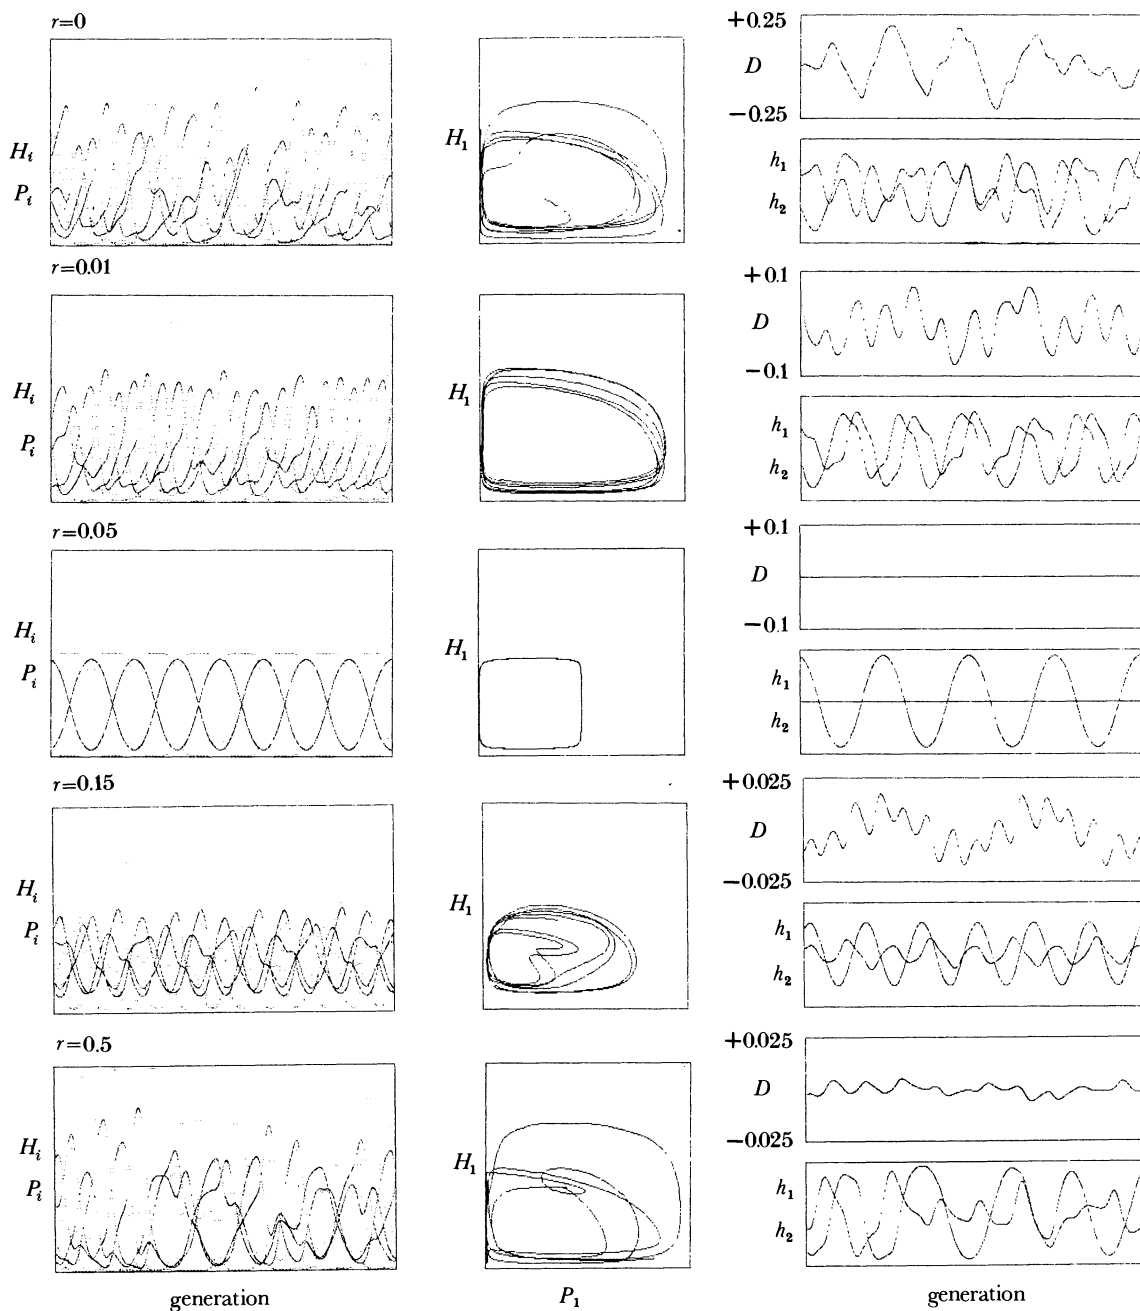 r=0
H_i
P_i
H_1
+0.25
D
−0.25
h_1
h_2
r=0.01
H_i
P_i
H_1
+0.1
D
−0.1
h_1
h_2
r=0.05
H_i
P_i
H_1
+0.1
D
−0.1
h_1
h_2
r=0.15
H_i
P_i
H_1
+0.025
D
−0.025
h_1
h_2
r=0.5
H_i
P_i
H_1
+0.025
D
−0.025
h_1
h_2
generation
P_1
generation